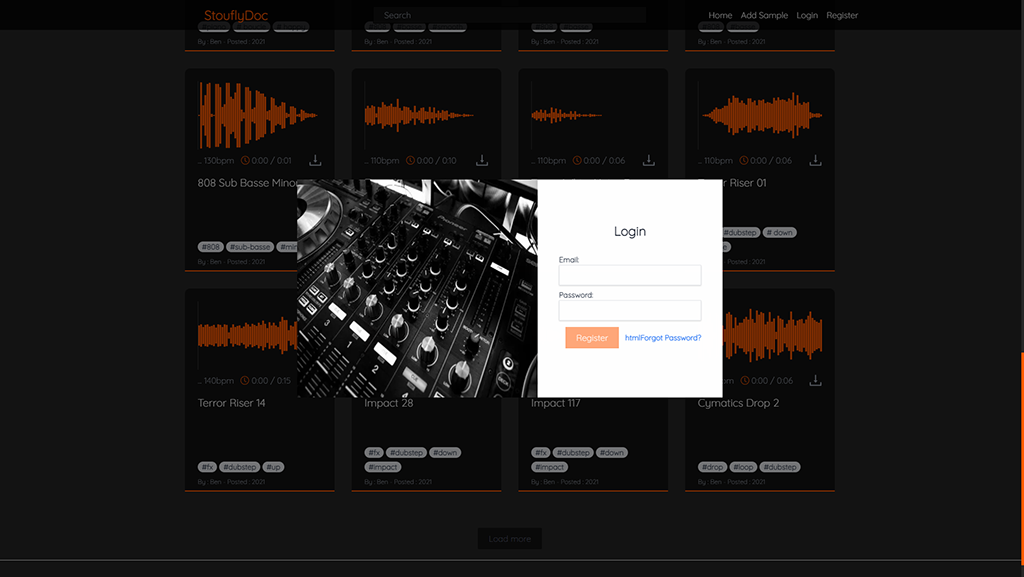 StouflyDoc
Search
Home Add Sample Login Register
By : Ben - Posted : 2021
By : Ben - Posted : 2021
By : Ben - Posted : 2021
By : Ben - Posted : 2021
... 130bpm 0:00 / 0:01
... 110bpm 0:00 / 0:10
... 110bpm 0:00 / 0:06
... 110bpm 0:00 / 0:06
808 Sub Basse Mino
Riser 01
#808 #sub-basse #min
#dubstep # down
By : Ben - Posted : 2021
Login
Email:
Password:
Register htmlForgot Password?
... 140bpm 0:00 / 0:15
0:00 / 0:06
Terror Riser 14
Impact 28
Impact 117
Cymatics Drop 2
#fx #dubstep #up
#fx #dubstep #down
#impact
#fx #dubstep #down
#impact
#drop #loop #dubstep
By : Ben - Posted : 2021
By : Ben - Posted : 2021
By : Ben - Posted : 2021
By : Ben - Posted : 2021
Load more